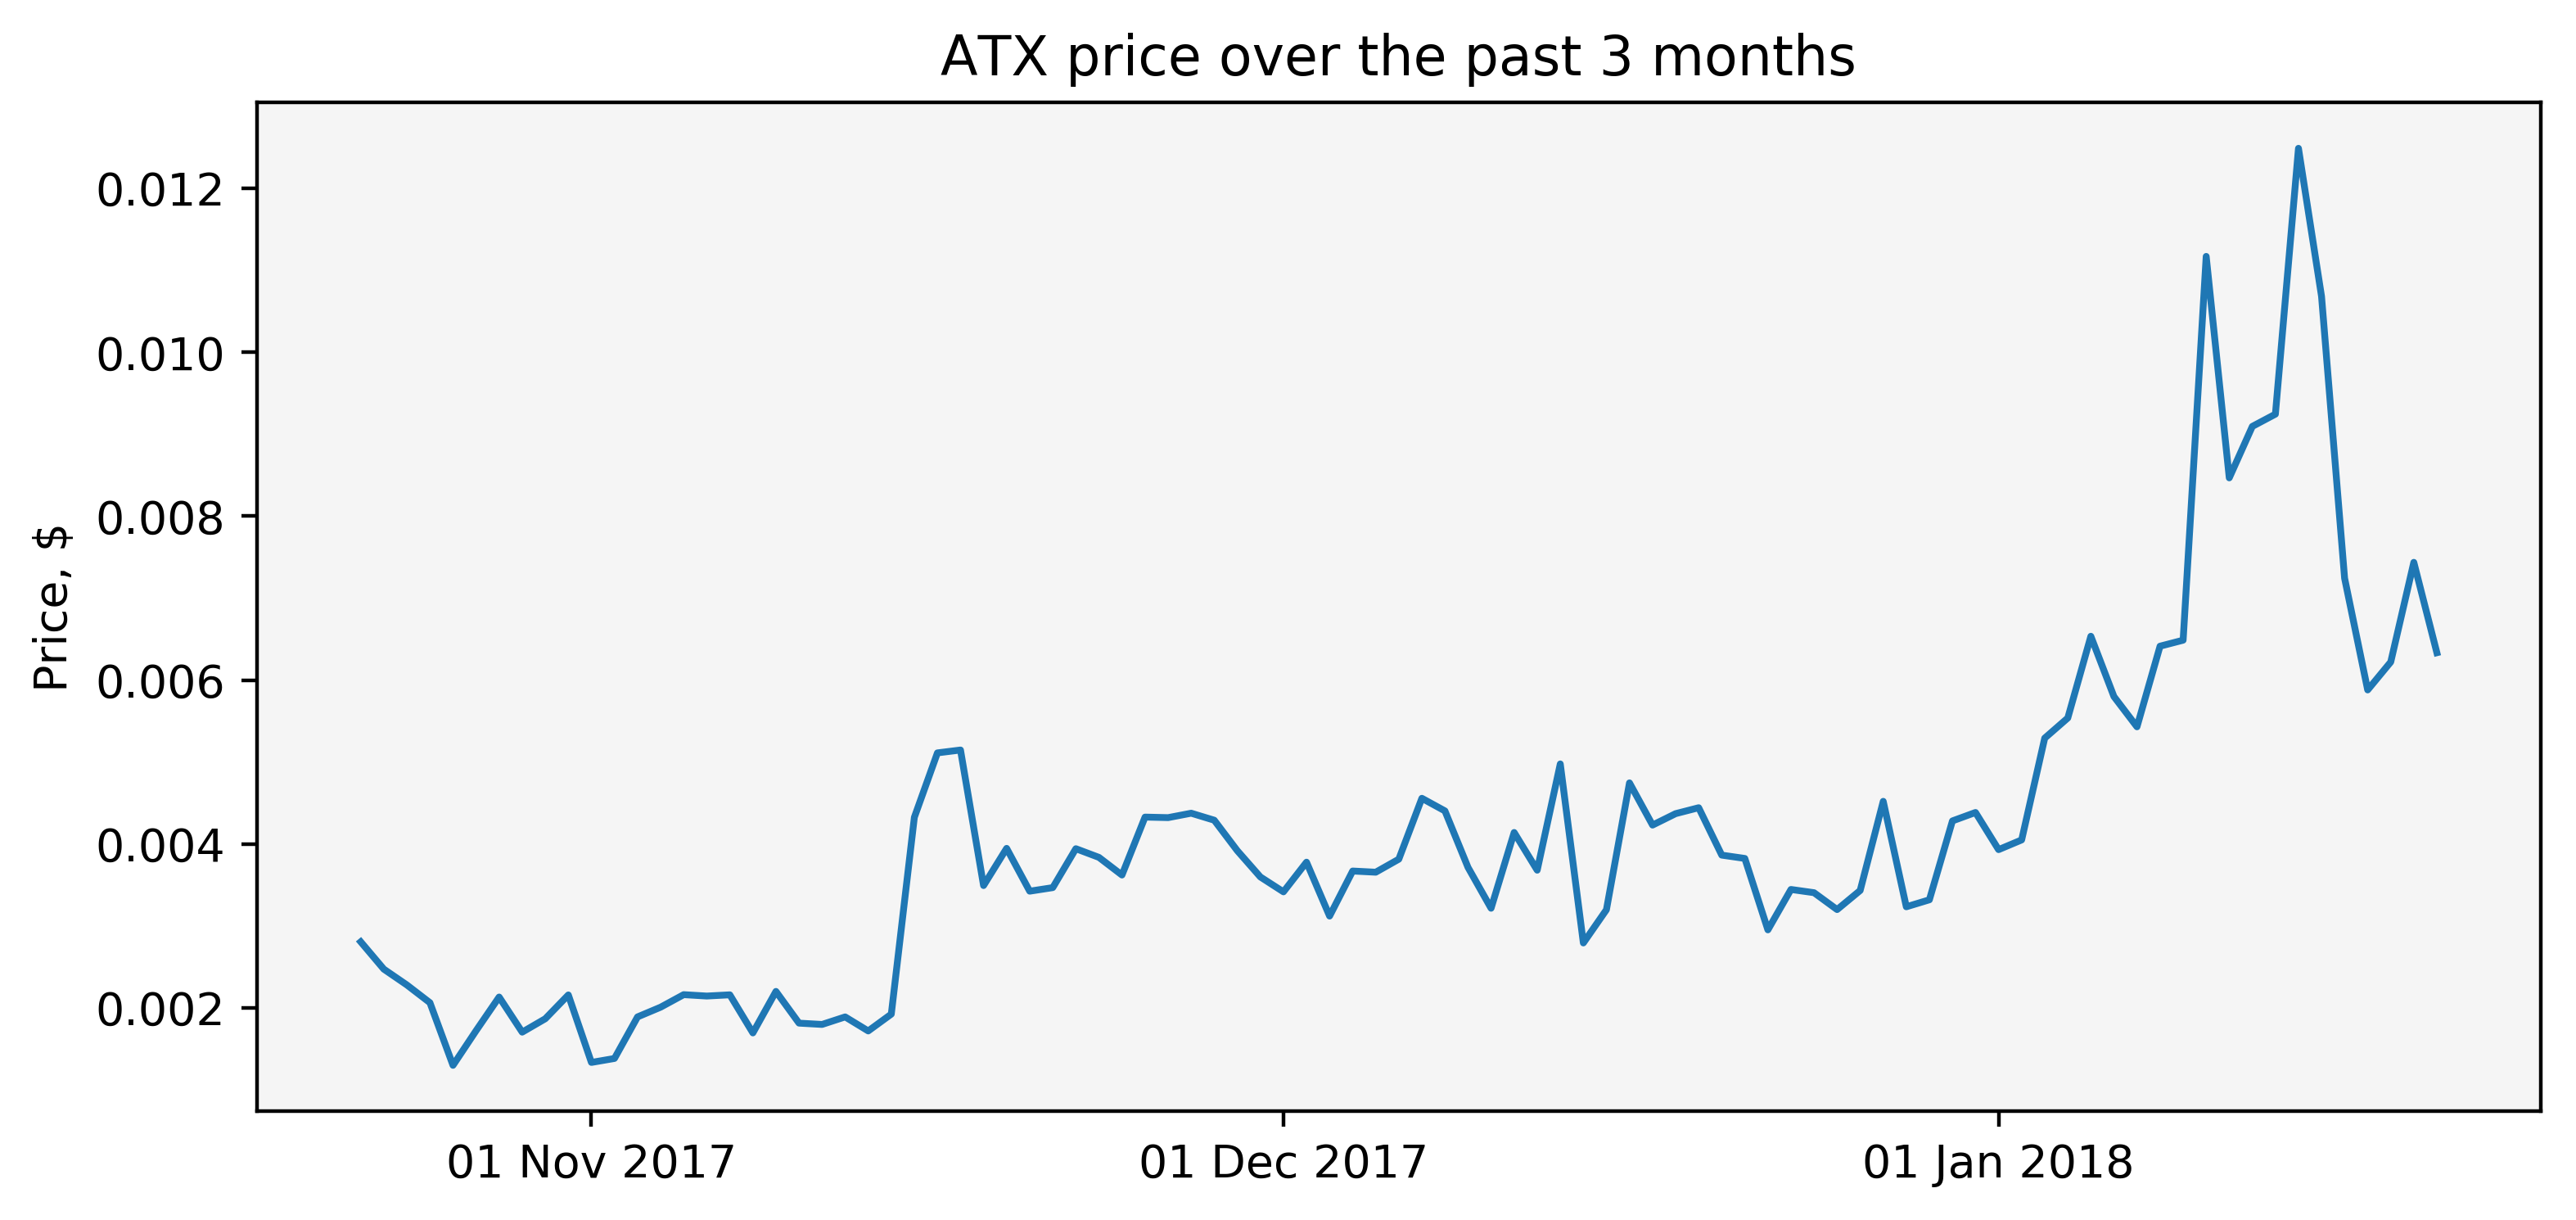 ATX price over the past 3 months
Price, $
0.012
0.010
0.008
0.006
0.004
0.002
01 Nov 2017
01 Dec 2017
01 Jan 2018